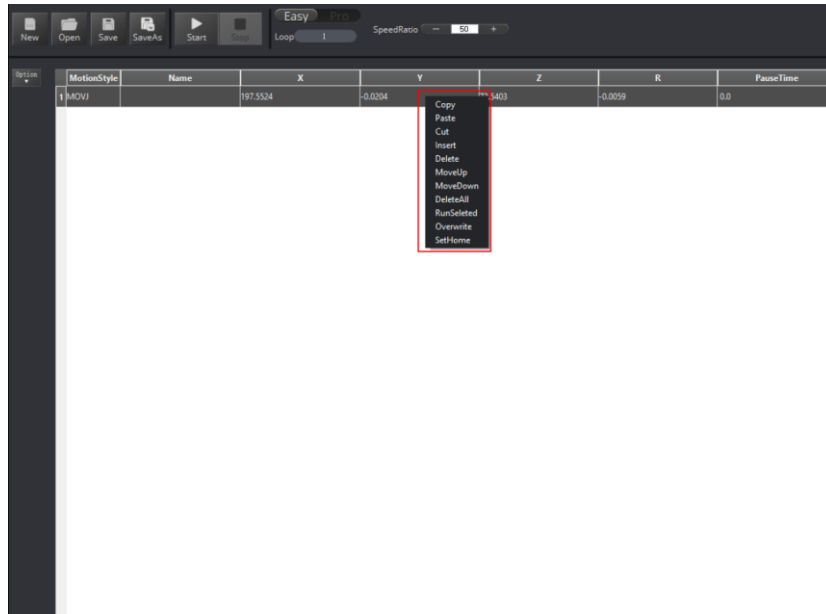 Easy Pro
New Open Save SaveAs Start Stop Loop 1 SpeedRatio − 50 +
Option
MotionStyle Name X Y Z R PauseTime
1 MOVJ 197.5524 -0.0204 -0.0059 0.0
Copy
Paste
Cut
Insert
Delete
MoveUp
MoveDown
DeleteAll
RunSeleted
Overwrite
SetHome